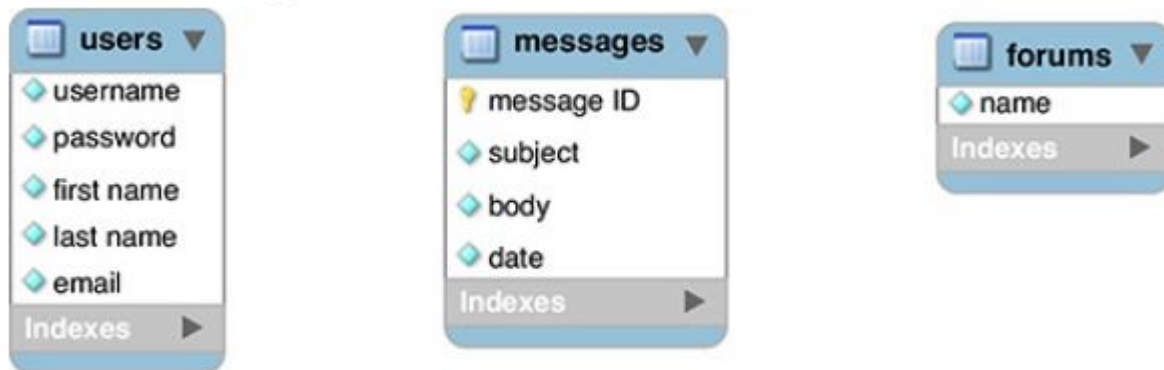 users
username
password
first name
last name
email
Indexes
messages
message ID
subject
body
date
Indexes
forums
name
Indexes